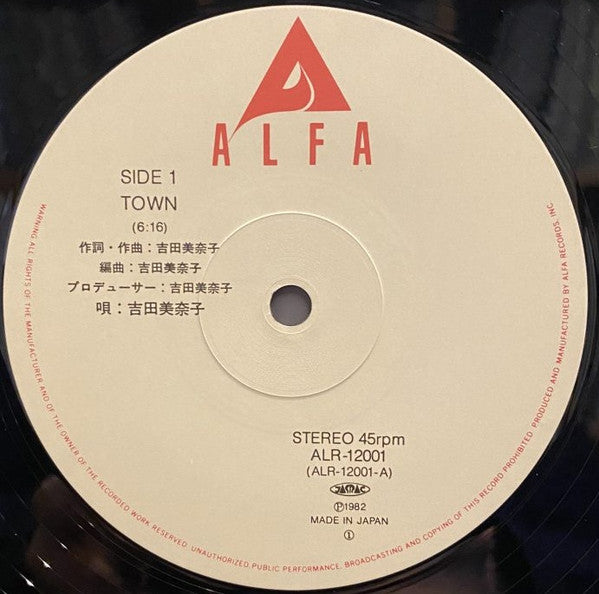 ALFA
SIDE 1
TOWN
(6:16)
作詞・作曲：吉田美奈子
編曲：吉田美奈子
プロデューサー：吉田美奈子
唄：吉田美奈子
STEREO 45rpm
ALR-12001
(ALR-12001-A)
JASRAC
Ⓟ1982
MADE IN JAPAN
①
WARNING: ALL RIGHTS OF THE MANUFACTURER AND OF THE OWNER OF THE RECORDED WORK RESERVED. UNAUTHORIZED PUBLIC PERFORMANCE, BROADCASTING AND COPYING OF THIS RECORD PROHIBITED PRODUCED AND MANUFACTURED BY ALFA RECORDS, INC.